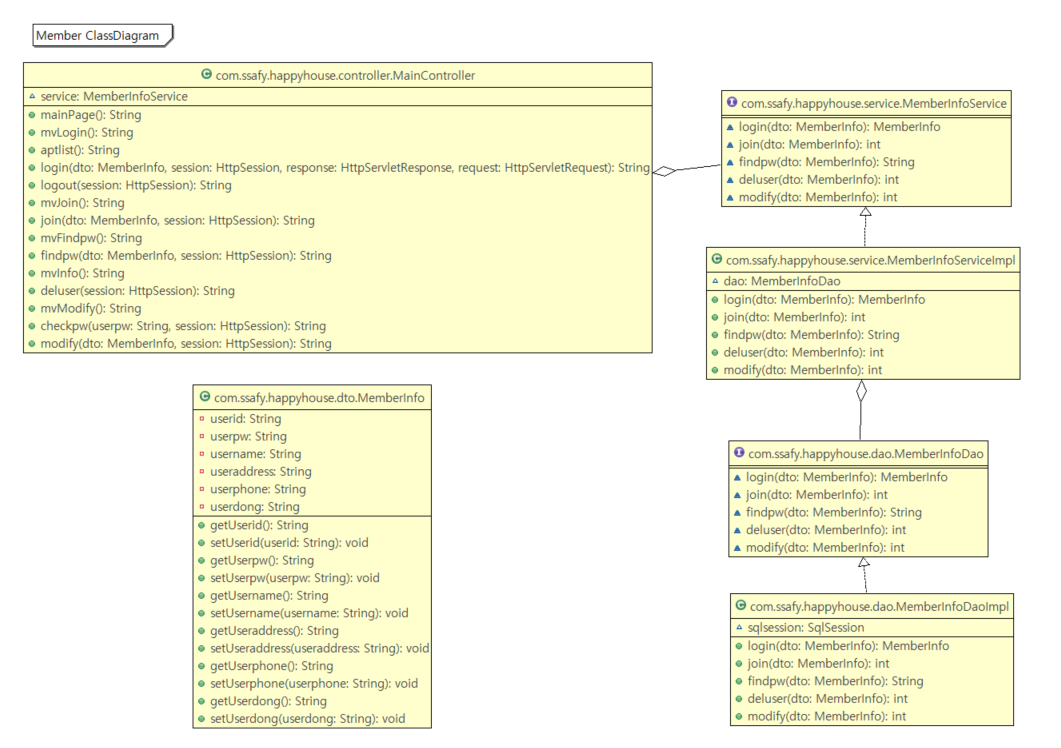 Member ClassDiagram
com.ssafy.happyhouse.controller.MainController
service: MemberInfoService
mainPage(): String
mvLogin(): String
aptlist(): String
login(dto: MemberInfo, session: HttpSession, response: HttpServletResponse, request: HttpServletRequest): String
logout(session: HttpSession): String
mvJoin(): String
join(dto: MemberInfo, session: HttpSession): String
mvFindpw(): String
findpw(dto: MemberInfo, session: HttpSession): String
mvInfo(): String
deluser(session: HttpSession): String
mvModify(): String
checkpw(userpw: String, session: HttpSession): String
modify(dto: MemberInfo, session: HttpSession): String
com.ssafy.happyhouse.service.MemberInfoService
login(dto: MemberInfo): MemberInfo
join(dto: MemberInfo): int
findpw(dto: MemberInfo): String
deluser(dto: MemberInfo): int
modify(dto: MemberInfo): int
com.ssafy.happyhouse.service.MemberInfoServiceImpl
dao: MemberInfoDao
login(dto: MemberInfo): MemberInfo
join(dto: MemberInfo): int
findpw(dto: MemberInfo): String
deluser(dto: MemberInfo): int
modify(dto: MemberInfo): int
com.ssafy.happyhouse.dto.MemberInfo
userid: String
userpw: String
username: String
useraddress: String
userphone: String
userdong: String
getUserid(): String
setUserid(userid: String): void
getUserpw(): String
setUserpw(userpw: String): void
getUsername(): String
setUsername(username: String): void
getUseraddress(): String
setUseraddress(useraddress: String): void
getUserphone(): String
setUserphone(userphone: String): void
getUserdong(): String
setUserdong(userdong: String): void
com.ssafy.happyhouse.dao.MemberInfoDao
login(dto: MemberInfo): MemberInfo
join(dto: MemberInfo): int
findpw(dto: MemberInfo): String
deluser(dto: MemberInfo): int
modify(dto: MemberInfo): int
com.ssafy.happyhouse.dao.MemberInfoDaoImpl
sqlsession: SqlSession
login(dto: MemberInfo): MemberInfo
join(dto: MemberInfo): int
findpw(dto: MemberInfo): String
deluser(dto: MemberInfo): int
modify(dto: MemberInfo): int